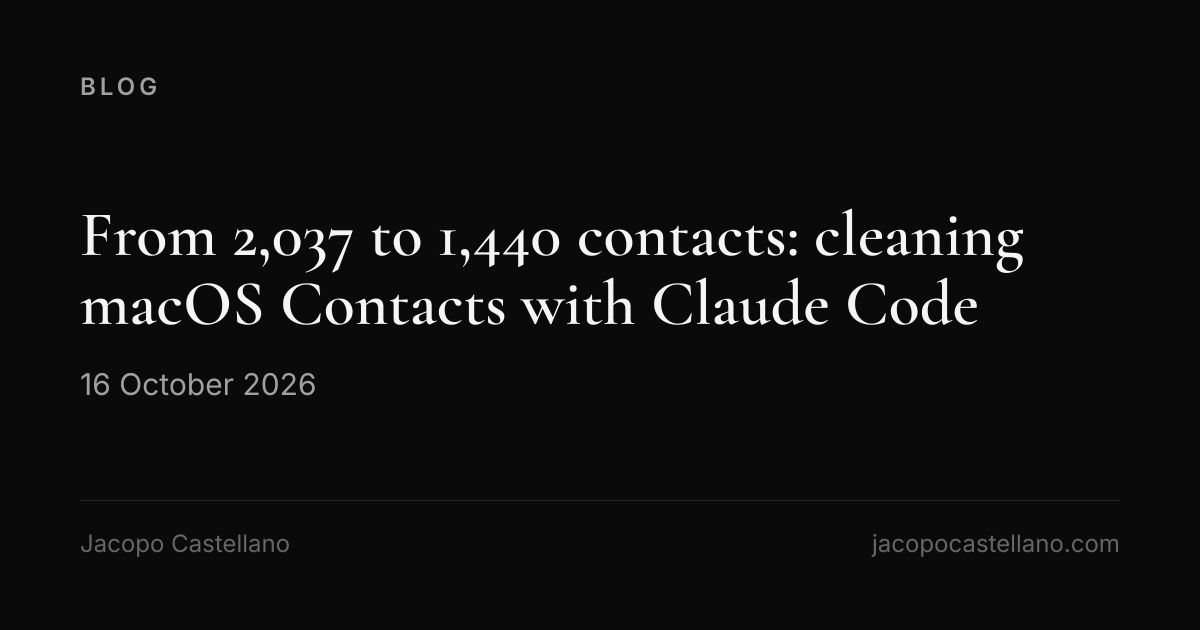 BLOG
From 2,037 to 1,440 contacts: cleaning
macOS Contacts with Claude Code
16 October 2026
Jacopo Castellano
jacopocastellano.com